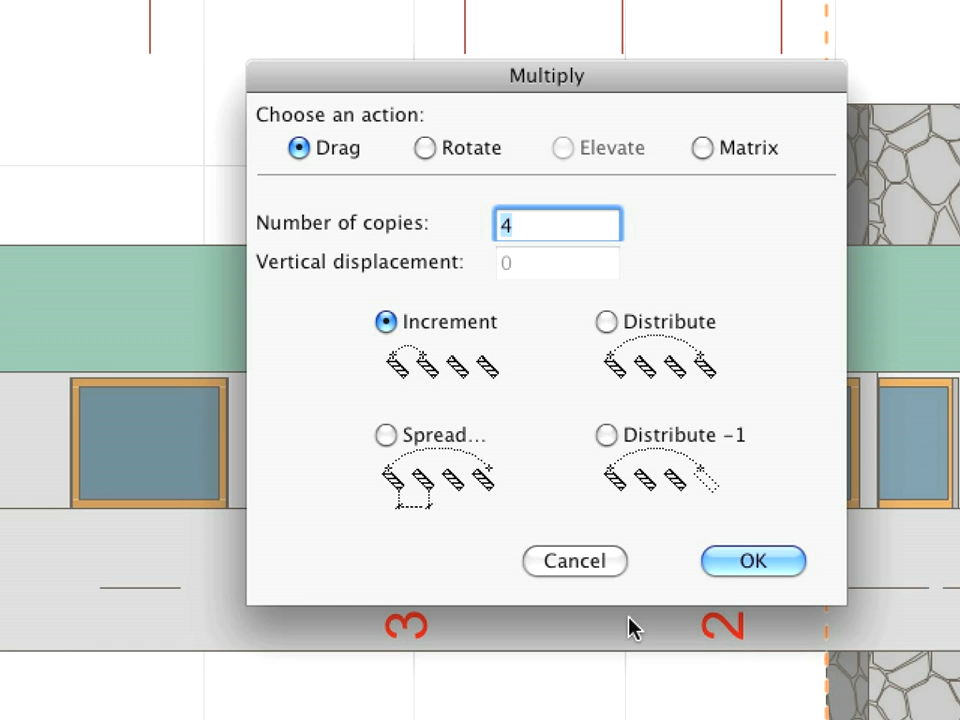 Multiply
Choose an action:
Drag Rotate Elevate Matrix
Number of copies: 4
Vertical displacement: 0
Increment Distribute
Spread... Distribute -1
Cancel OK
3 2